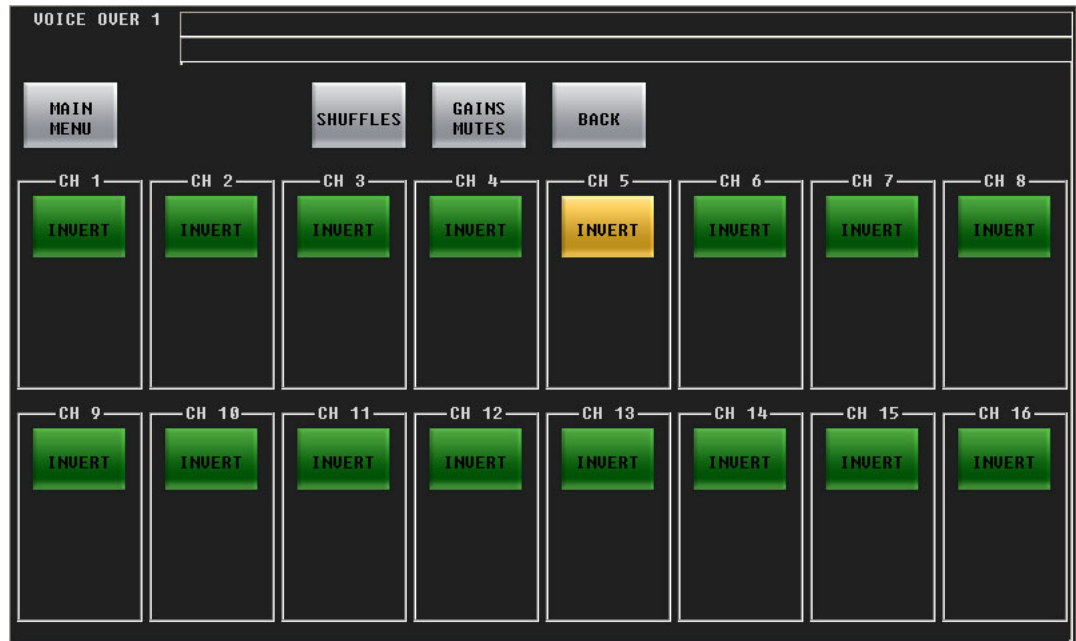 VOICE OVER 1
MAIN
MENU
SHUFFLES
GAINS
MUTES
BACK
CH 1 CH 2 CH 3 CH 4 CH 5 CH 6 CH 7 CH 8
INVERT INVERT INVERT INVERT INVERT INVERT INVERT INVERT
CH 9 CH 10 CH 11 CH 12 CH 13 CH 14 CH 15 CH 16
INVERT INVERT INVERT INVERT INVERT INVERT INVERT INVERT